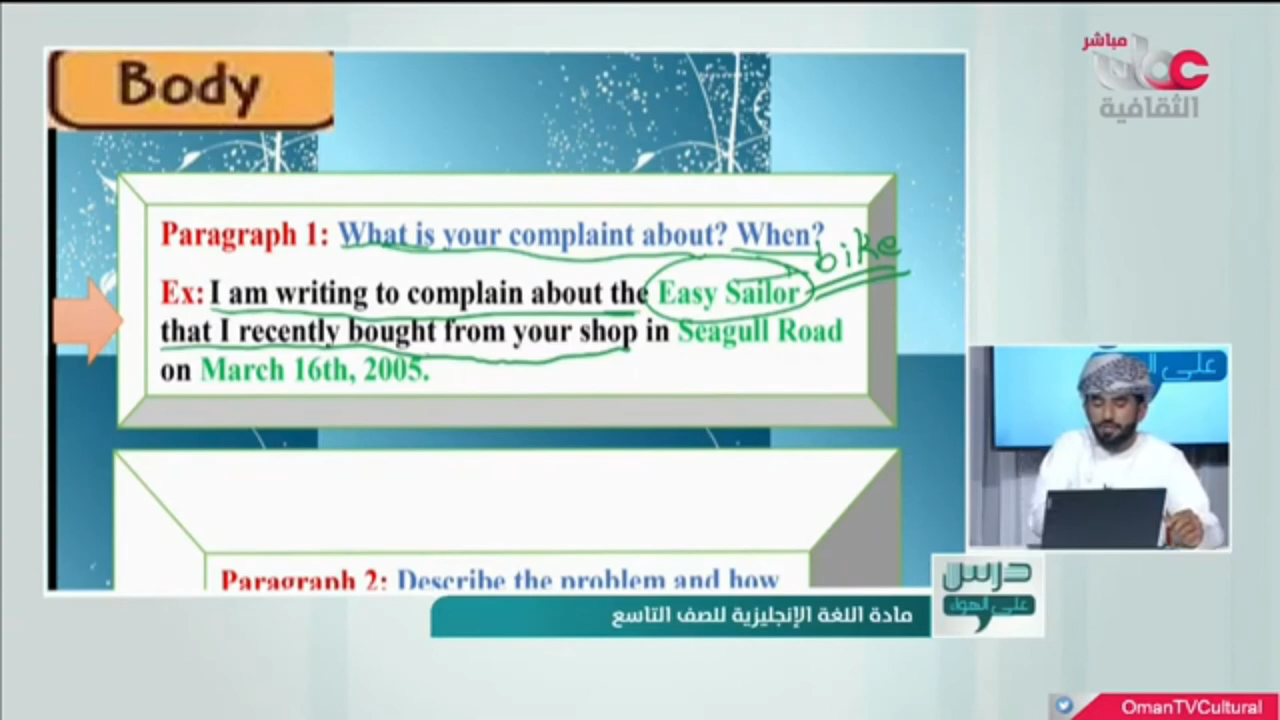 مباشر
الثقافية
Body
Paragraph 1: What is your complaint about? When?
bike
Ex: I am writing to complain about the Easy Sailor
that I recently bought from your shop in Seagull Road
on March 16th, 2005.
على الهوا
Paragraph 2: Describe the problem and how
درس
على الهواء
مادة اللغة الإنجليزية للصف التاسع
OmanTVCultural